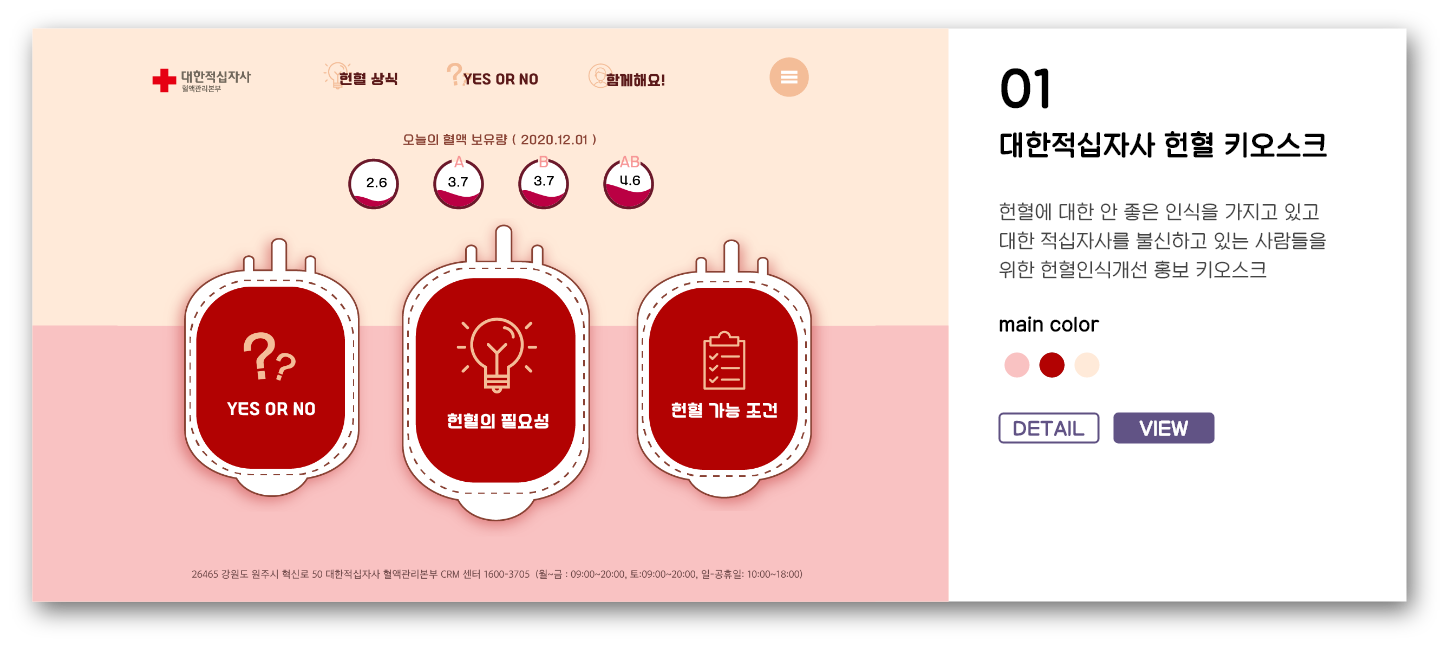 대한적십자사
혈액관리본부
헌혈 상식
YES OR NO
함께해요!
오늘의 혈액 보유량 ( 2020.12.01 )
A
B
AB
2.6
3.7
3.7
4.6
?
?
YES OR NO
헌혈의 필요성
헌혈 가능 조건
26465 강원도 원주시 혁신로 50 대한적십자사 혈액관리본부 CRM 센터 1600-3705 (월~금 : 09:00~20:00, 토:09:00~20:00, 일-공휴일: 10:00~18:00)
01
대한적십자사 헌혈 키오스크
헌혈에 대한 안 좋은 인식을 가지고 있고
대한 적십자사를 불신하고 있는 사람들을
위한 헌혈인식개선 홍보 키오스크
main color
DETAIL
VIEW